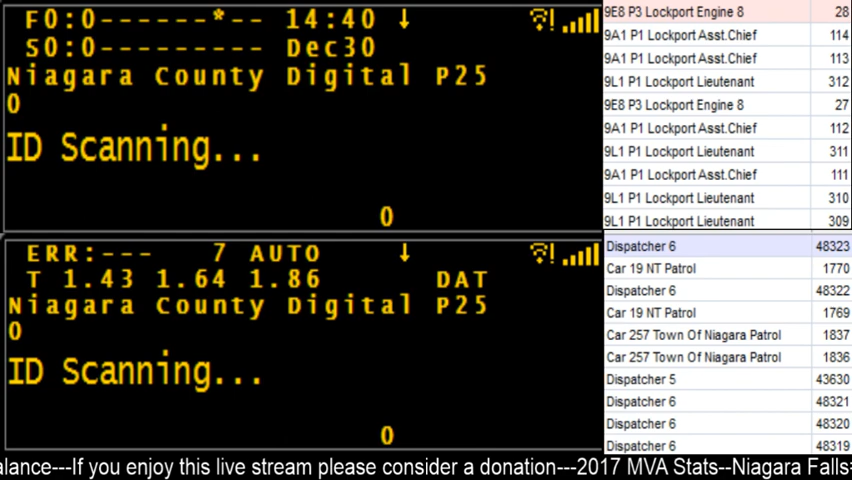 F0:0------*-- 14:40
S0:0--------- Dec30
Niagara County Digital P25
0
ID Scanning...
0
9E8 P3 Lockport Engine 8 28
9A1 P1 Lockport Asst.Chief 114
9A1 P1 Lockport Asst.Chief 113
9L1 P1 Lockport Lieutenant 312
9E8 P3 Lockport Engine 8 27
9A1 P1 Lockport Asst.Chief 112
9L1 P1 Lockport Lieutenant 311
9A1 P1 Lockport Asst.Chief 111
9L1 P1 Lockport Lieutenant 310
9L1 P1 Lockport Lieutenant 309
ERR:--- 7 AUTO
T 1.43 1.64 1.86 DAT
Niagara County Digital P25
0
ID Scanning...
0
Dispatcher 6 48323
Car 19 NT Patrol 1770
Dispatcher 6 48322
Car 19 NT Patrol 1769
Car 257 Town Of Niagara Patrol 1837
Car 257 Town Of Niagara Patrol 1836
Dispatcher 5 43630
Dispatcher 6 48321
Dispatcher 6 48320
Dispatcher 6 48319
alance---If you enjoy this live stream please consider a donation---2017 MVA Stats--Niagara Falls=